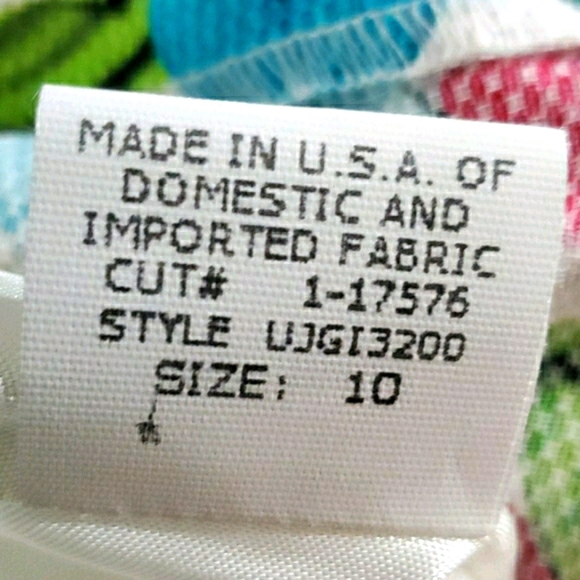 MADE IN U.S.A. OF
DOMESTIC AND
IMPORTED FABRIC
CUT# 1-17576
STYLE UJGI3200
SIZE: 10